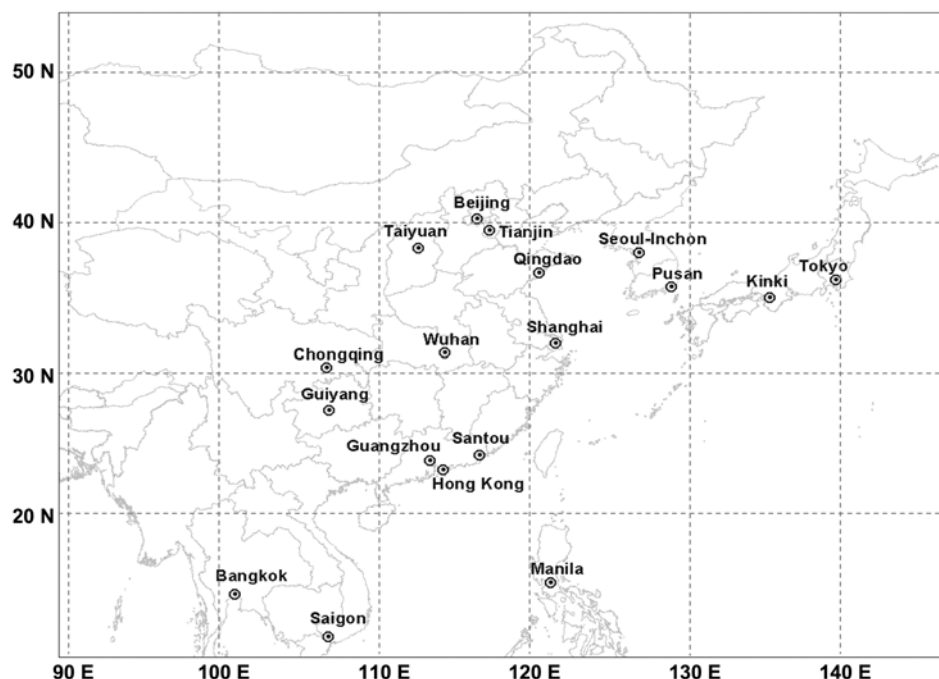 50 N
40 N
30 N
20 N
Beijing
Taiyuan
Tianjin
Seoul-Inchon
Qingdao
Pusan
Kinki
Tokyo
Shanghai
Wuhan
Chongqing
Guiyang
Guangzhou
Santou
Hong Kong
Bangkok
Manila
Saigon
90 E
100 E
110 E
120 E
130 E
140 E